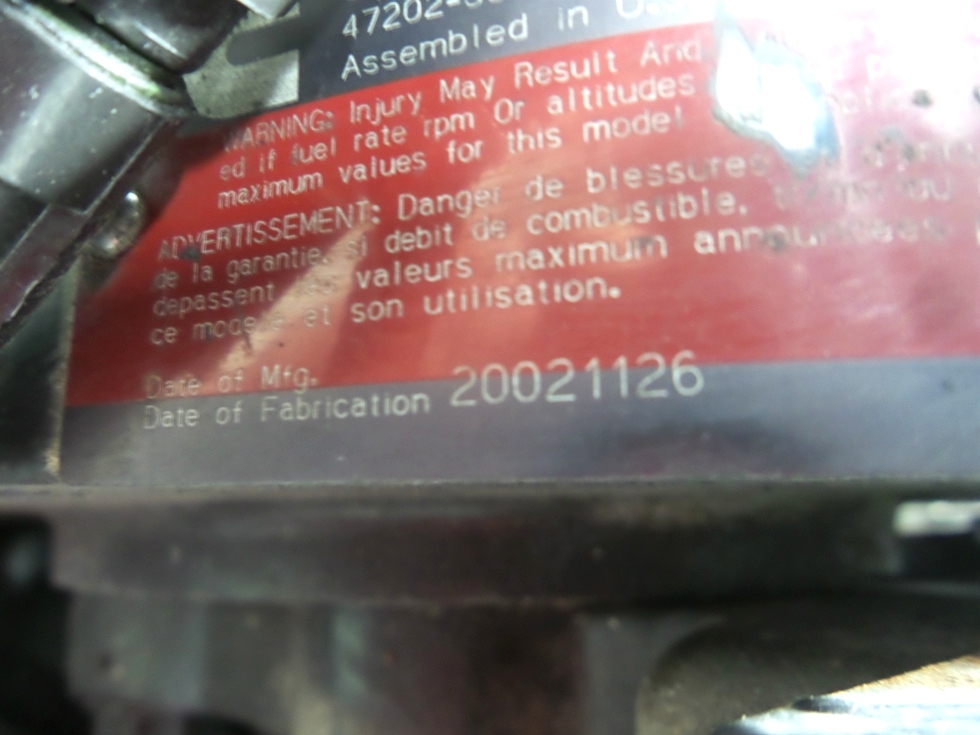 47202-
Assembled in U.
WARNING: Injury May Result And
ed if fuel rate rpm Or altitudes
maximum values for this model
ADVERTISSEMENT: Danger de blessures
de la garantie, si debit de combustible, ou
depassent valeurs maximum
ce modele et son utilisation.
Date of Mfg.
Date of Fabrication 20021126